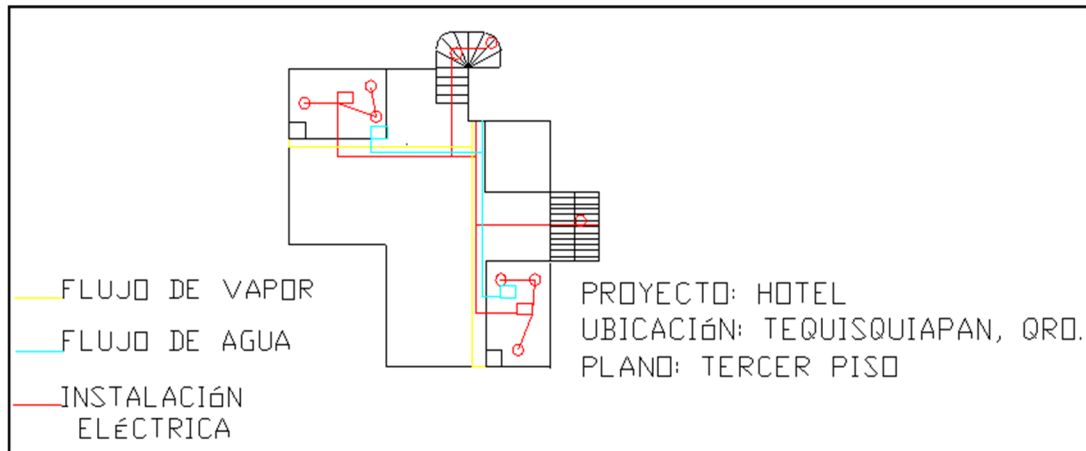 FLUJO DE VAPOR
FLUJO DE AGUA
INSTALACIóN
ELéCTRICA
PROYECTO: HOTEL
UBICACIóN: TEQUISQUIAPAN, QRO.
PLANO: TERCER PISO